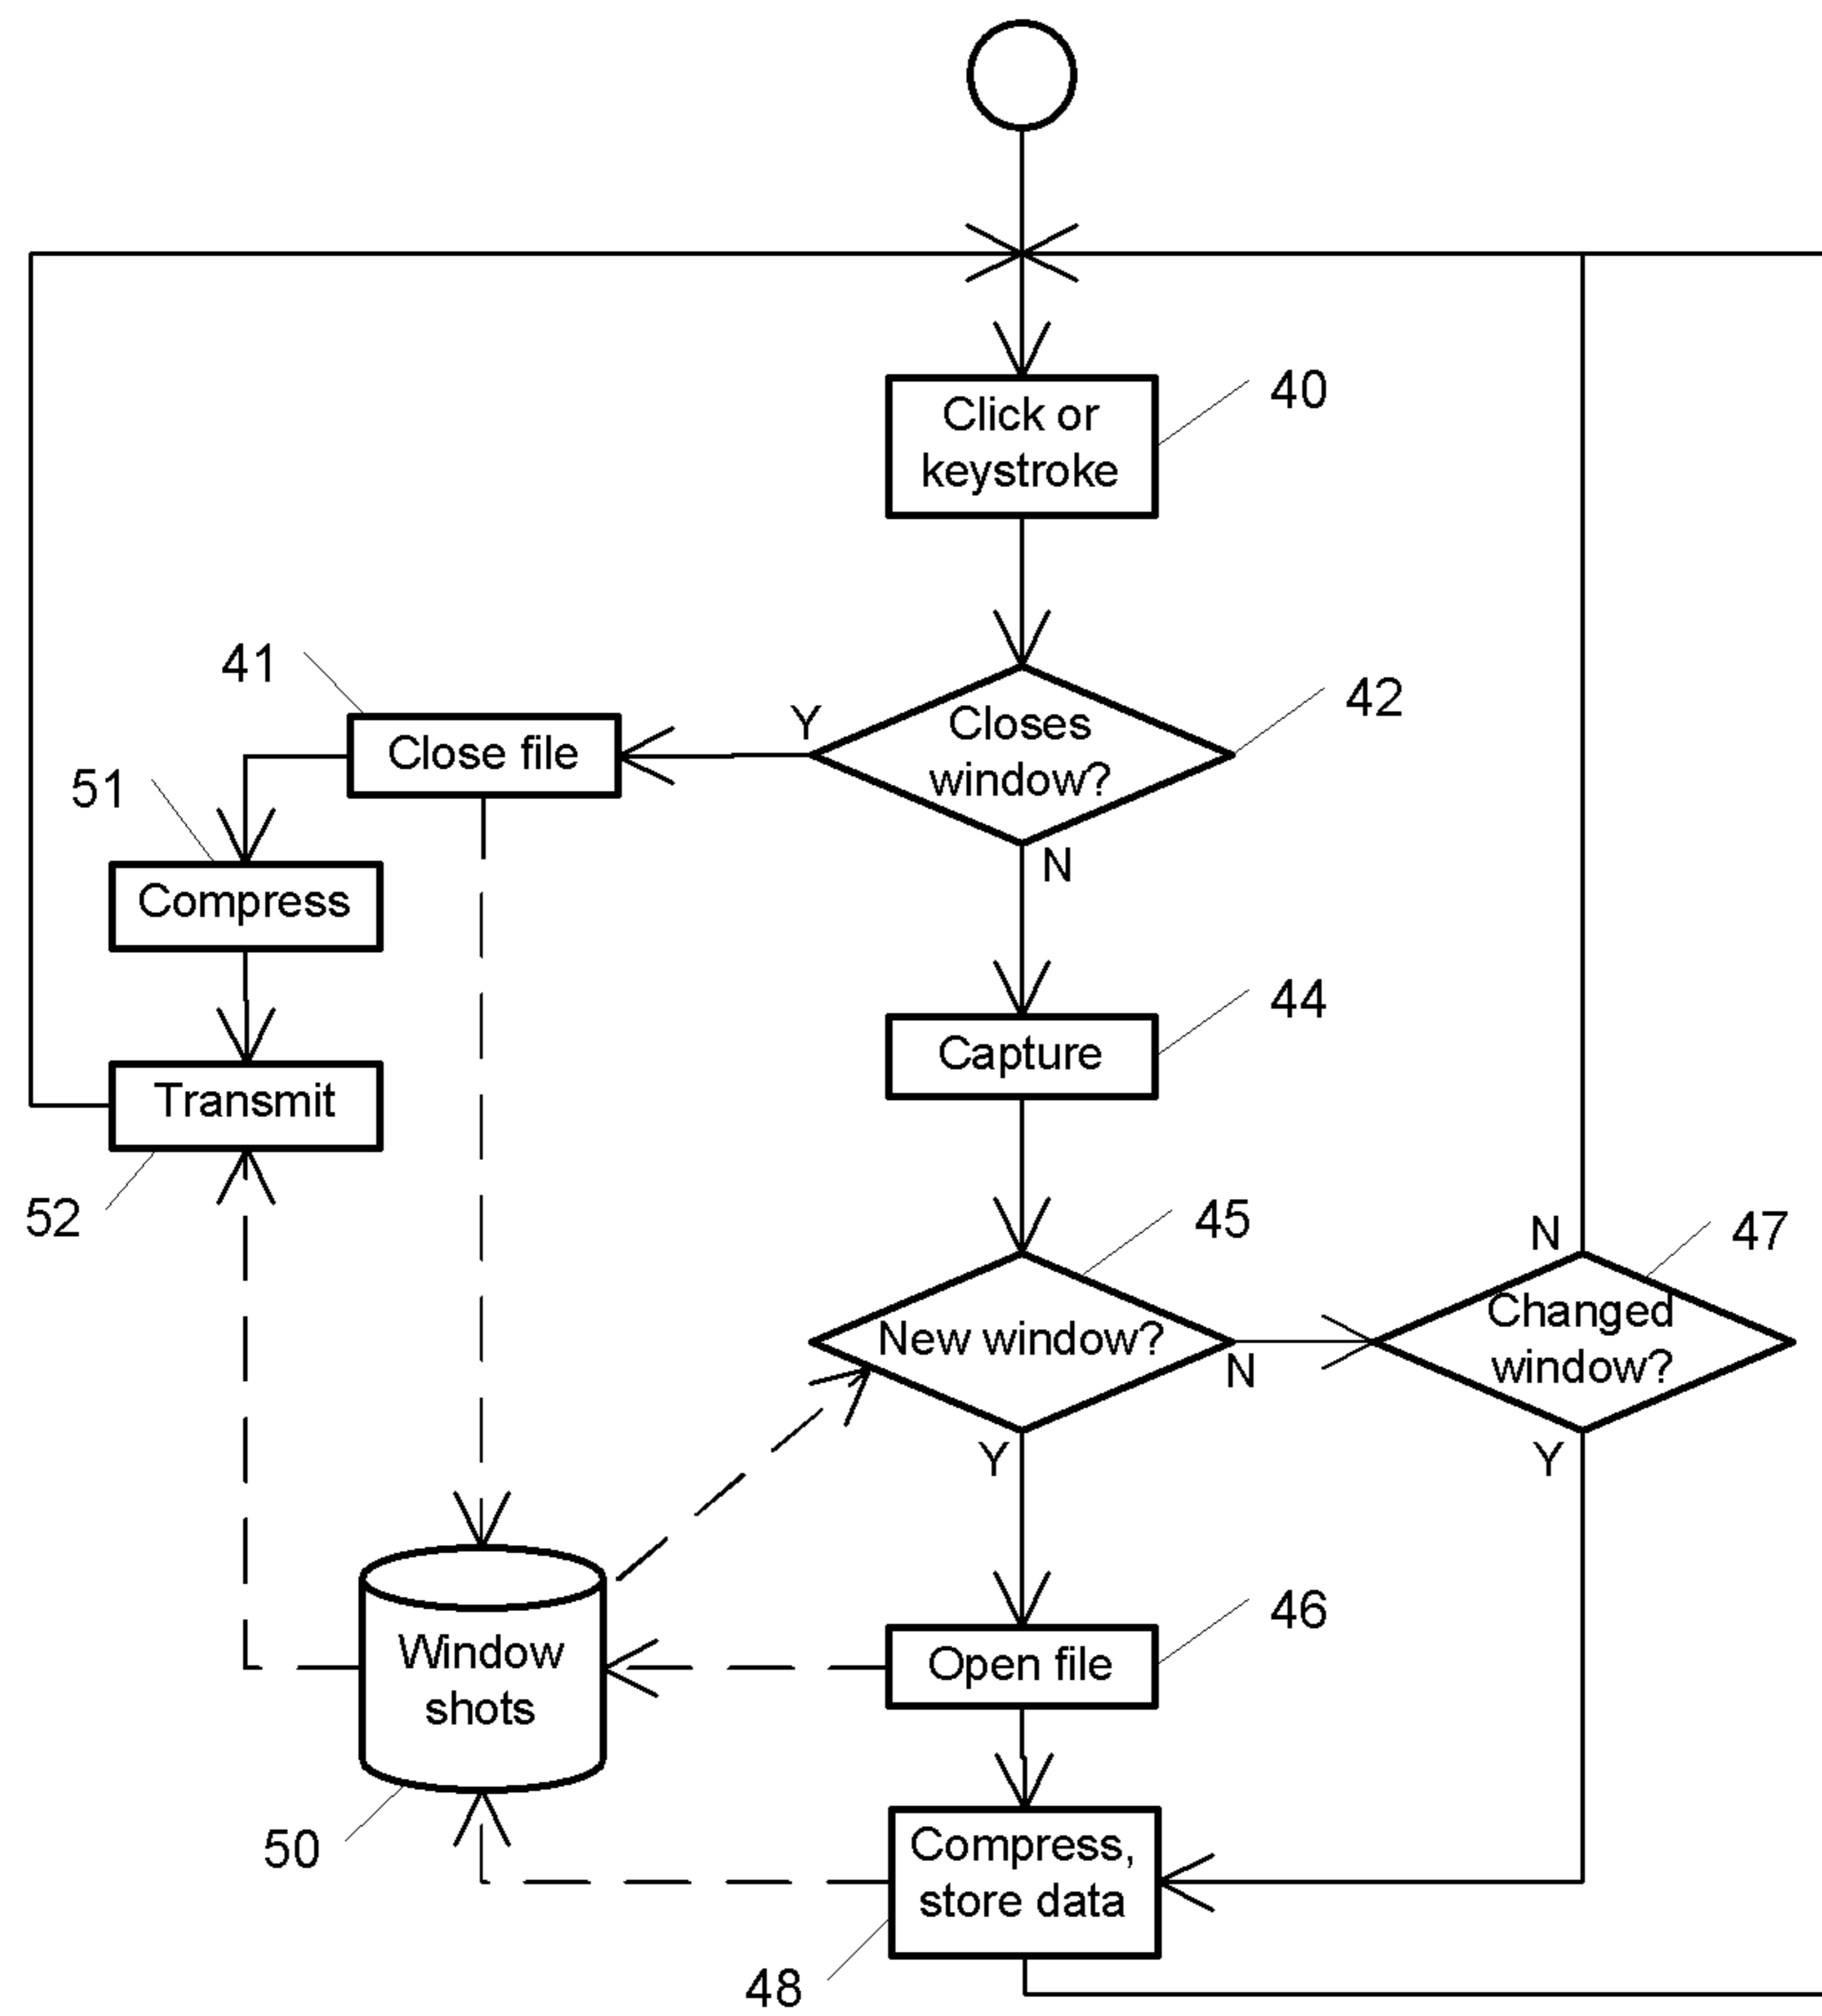 Click or
keystroke
40
41
Close file
Y
Closes
window?
42
N
51
Compress
Capture
44
Transmit
52
45
New window?
N
N
47
Changed
window?
Y
Y
Window
shots
50
Open file
46
Compress,
store data
48